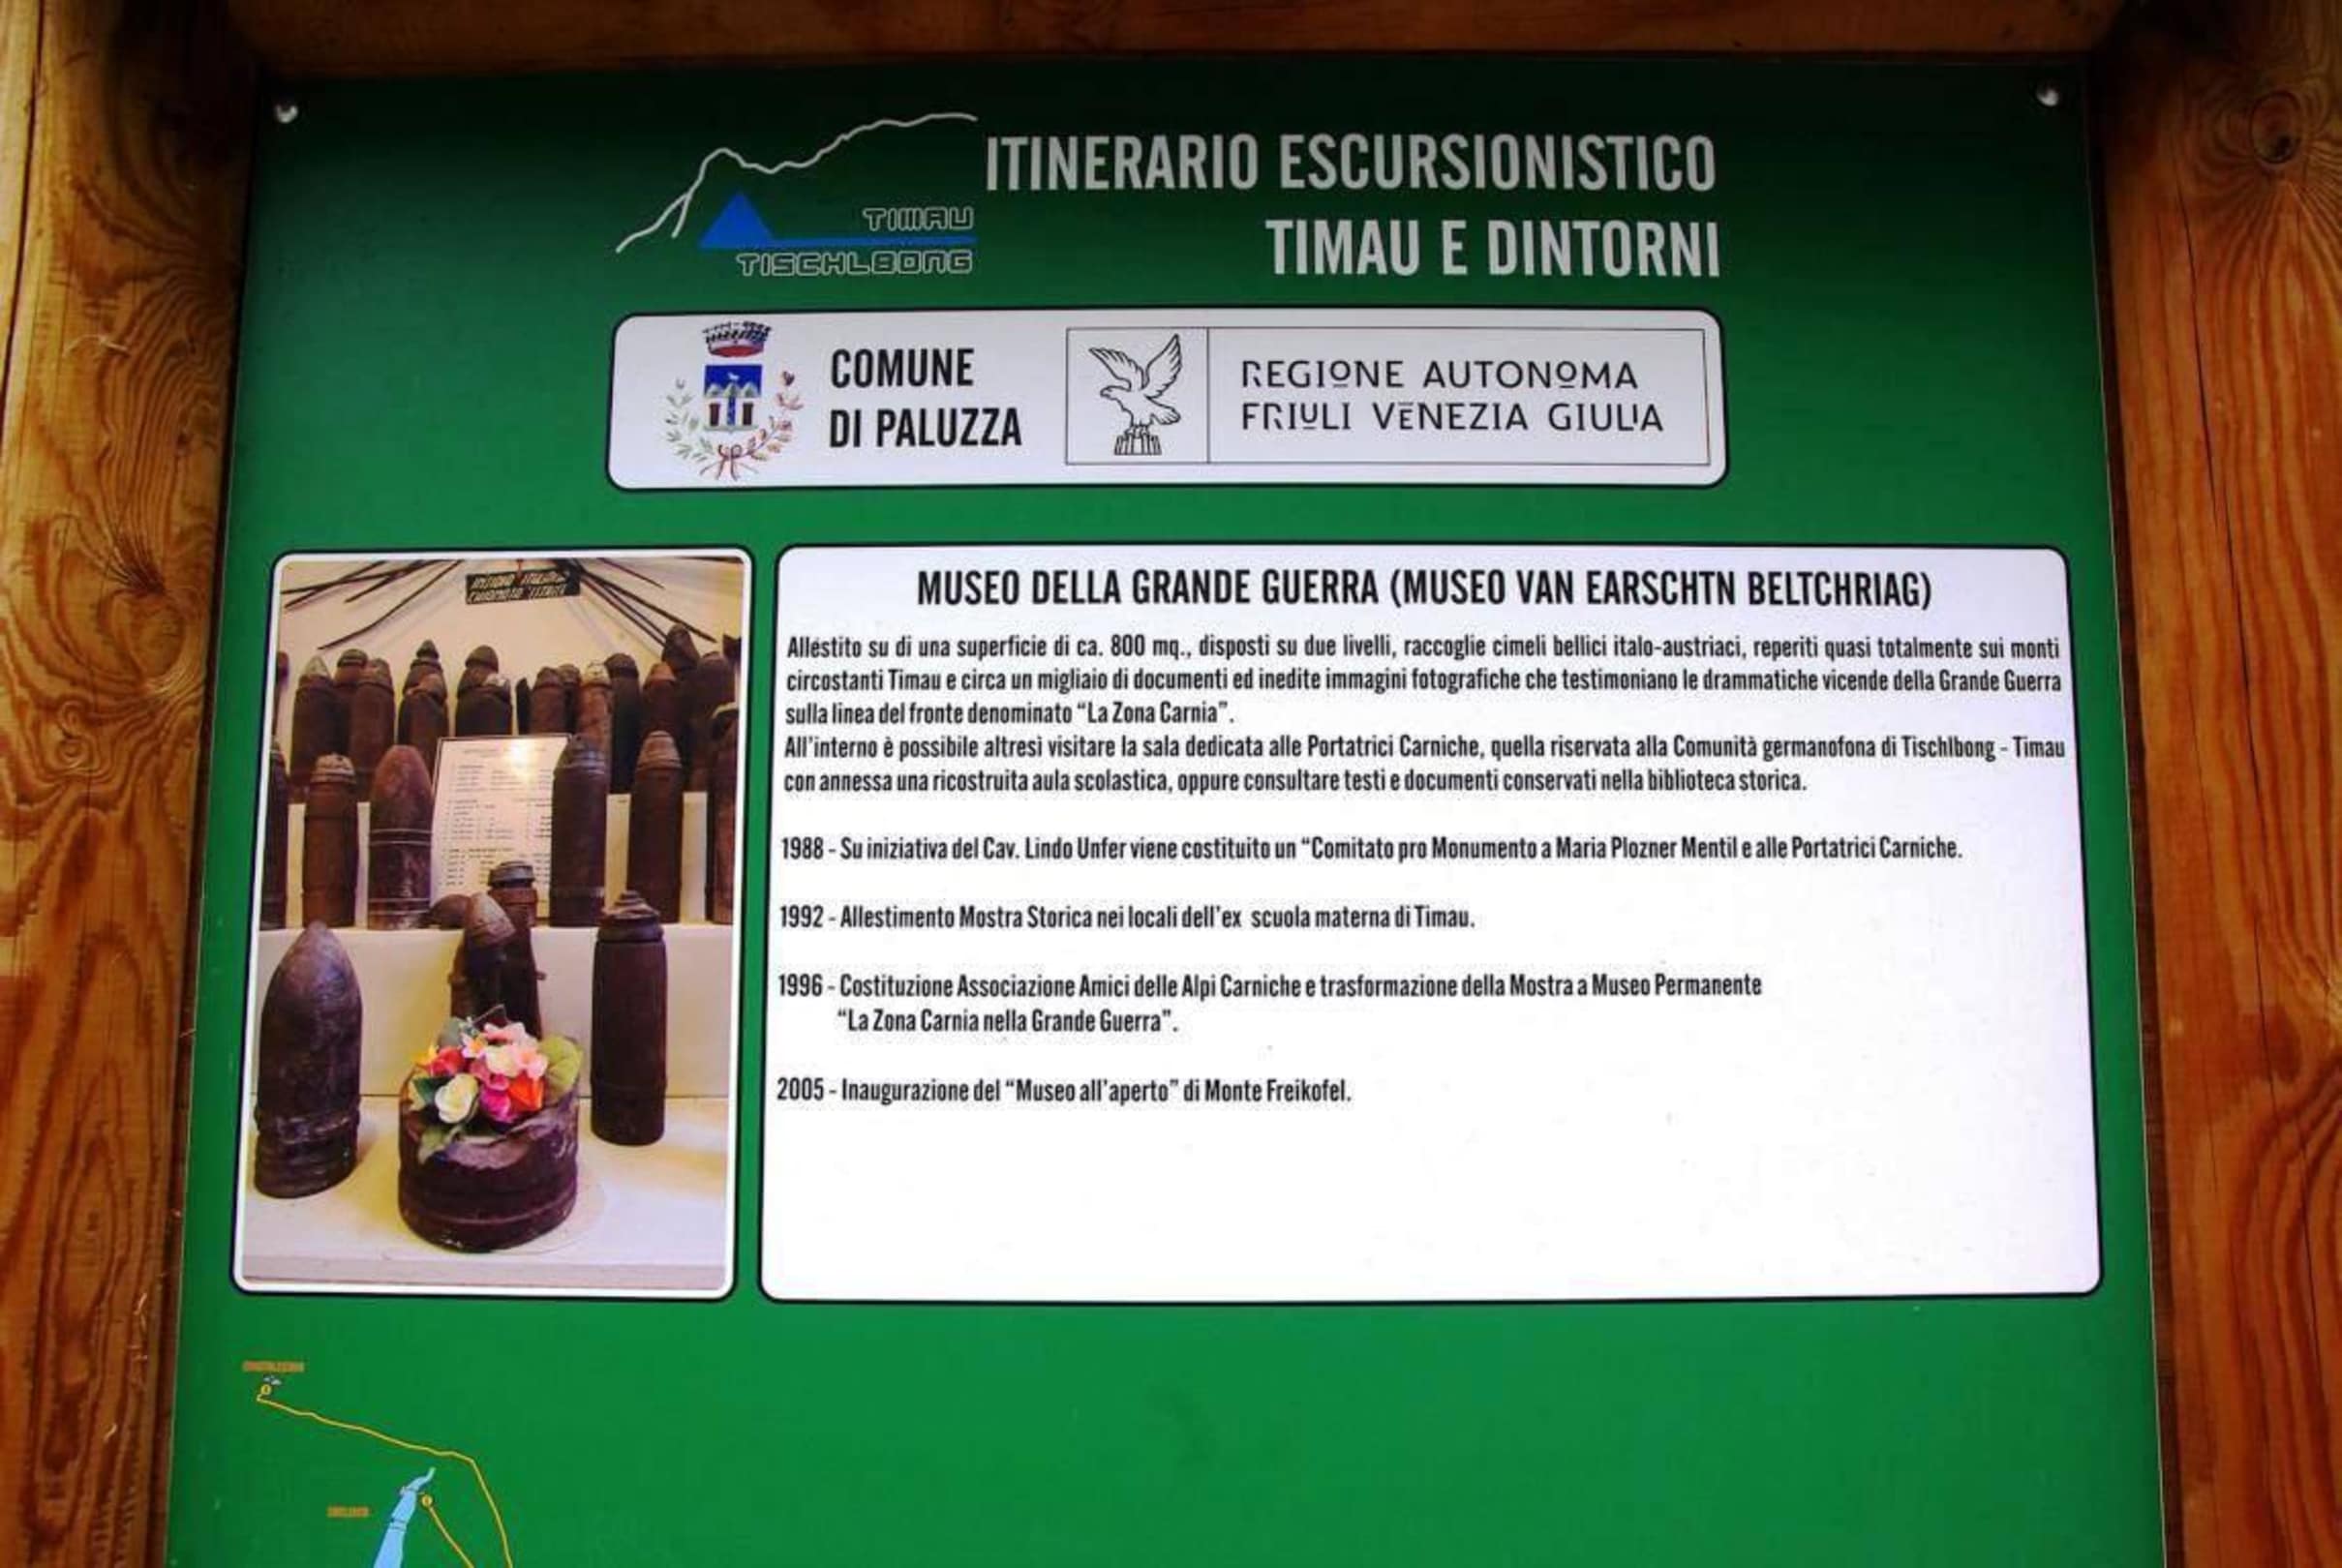 ITINERARIO ESCURSIONISTICO
TIMAU E DINTORNI
TIMAU
TISCHLBONG
COMUNE
DI PALUZZA
REGIONE AUTONOMA
FRIULI VENEZIA GIULIA
MUSEO DELLA GRANDE GUERRA (MUSEO VAN EARSCHTN BELTCHRIAG)
Allestito su di una superficie di ca. 800 mq., disposti su due livelli, raccoglie cimeli bellici italo-austriaci, reperiti quasi totalmente sui monti
circostanti Timau e circa un migliaio di documenti ed inedite immagini fotografiche che testimoniano le drammatiche vicende della Grande Guerra
sulla linea del fronte denominato “La Zona Carnia”.
All'interno è possibile altresì visitare la sala dedicata alle Portatrici Carniche, quella riservata alla Comunità germanofona di Tischlbong - Timau
con annessa una ricostruita aula scolastica, oppure consultare testi e documenti conservati nella biblioteca storica.
1988 - Su iniziativa del Cav. Lindo Unfer viene costituito un “Comitato pro Monumento a Maria Plozner Mentil e alle Portatrici Carniche.
1992 - Allestimento Mostra Storica nei locali dell'ex scuola materna di Timau.
1996 - Costituzione Associazione Amici delle Alpi Carniche e trasformazione della Mostra a Museo Permanente
“La Zona Carnia nella Grande Guerra”.
2005 - Inaugurazione del “Museo all'aperto” di Monte Freikofel.